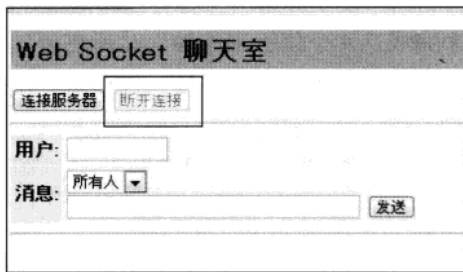 Web Socket 聊天室
连接服务器 断开连接
用户:
所有人
消息:
发送